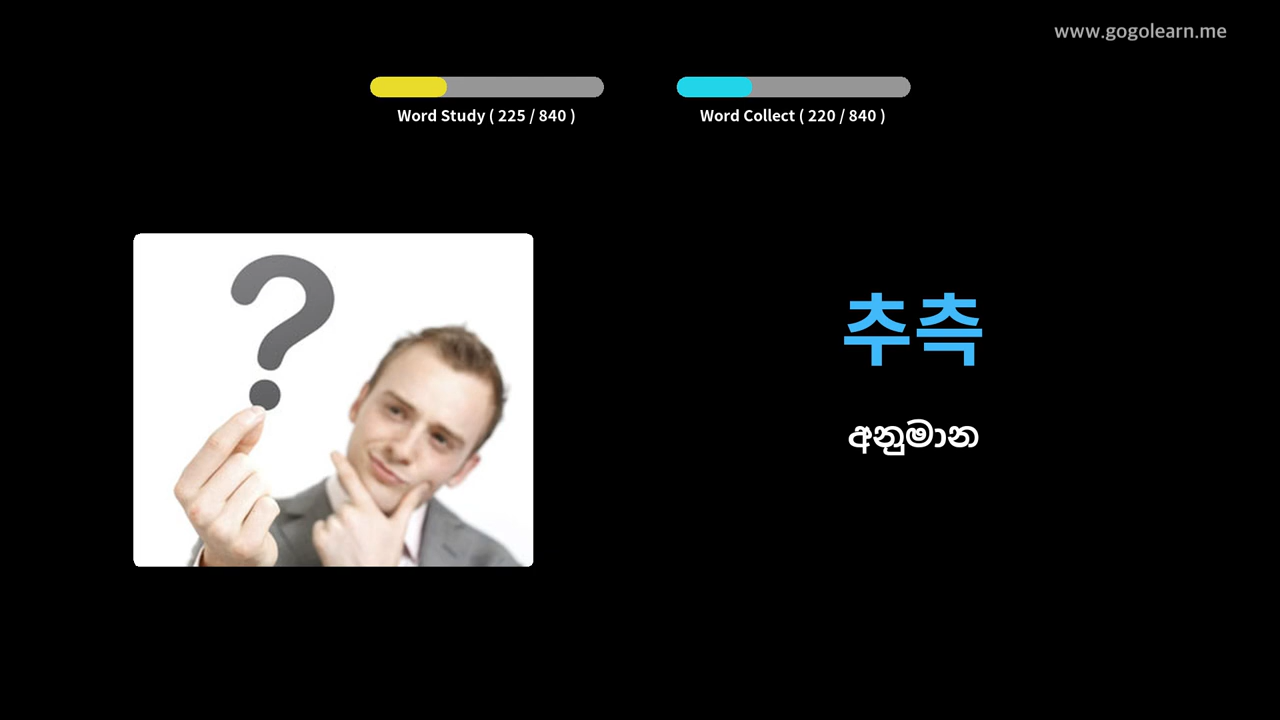 www.gogolearn.me
Word Study ( 225 / 840 )
Word Collect ( 220 / 840 )
?
추측
අනුමාන